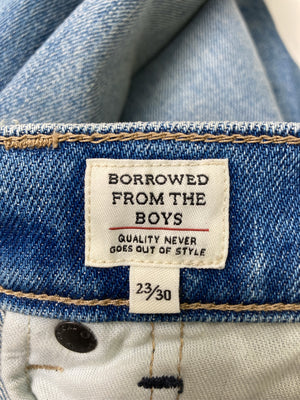 BORROWED
FROM THE
BOYS
QUALITY NEVER
GOES OUT OF STYLE
23/30